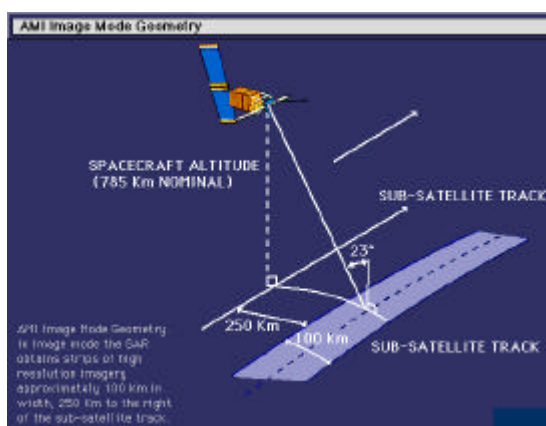 AMI Image Mode Geometry
SPACECRAFT ALTITUDE
(785 Km NOMINAL)
SUB-SATELLITE TRACK
23°
250 Km
100 km
SUB-SATELLITE TRACK
AMI Image Mode Geometry
In image mode the SAR
obtains strips of high
resolution imagery
approximately 100 km in
width, 250 Km to the right
of the sub-satellite track.